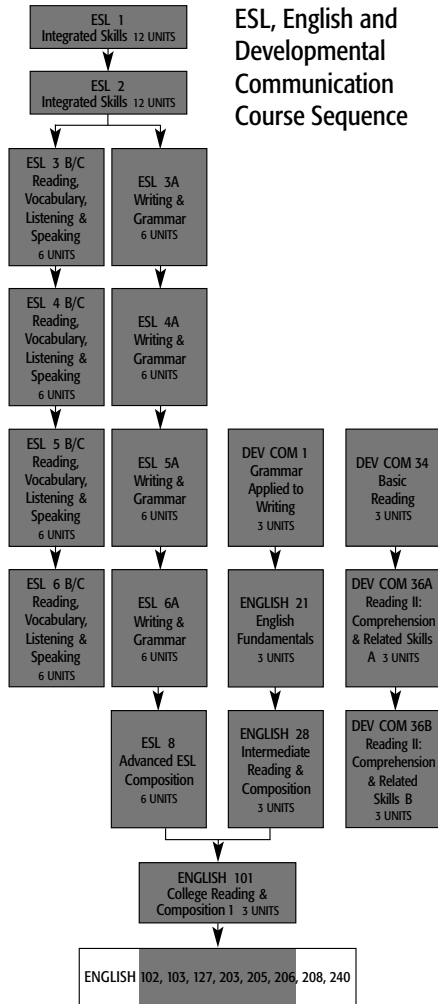 ESL, English and
Developmental
Communication
Course Sequence
ESL 1
Integrated Skills 12 UNITS
ESL 2
Integrated Skills 12 UNITS
ESL 3 B/C
Reading,
Vocabulary,
Listening &
Speaking
6 UNITS
ESL 3A
Writing &
Grammar
6 UNITS
ESL 4 B/C
Reading,
Vocabulary,
Listening &
Speaking
6 UNITS
ESL 4A
Writing &
Grammar
6 UNITS
ESL 5 B/C
Reading,
Vocabulary,
Listening &
Speaking
6 UNITS
ESL 5A
Writing &
Grammar
6 UNITS
DEV COM 1
Grammar
Applied to
Writing
3 UNITS
DEV COM 34
Basic
Reading
3 UNITS
ESL 6 B/C
Reading,
Vocabulary,
Listening &
Speaking
6 UNITS
ESL 6A
Writing &
Grammar
6 UNITS
ENGLISH 21
English
Fundamentals
3 UNITS
DEV COM 36A
Reading II:
Comprehension
& Related Skills
A 3 UNITS
ESL 8
Advanced ESL
Composition
6 UNITS
ENGLISH 28
Intermediate
Reading &
Composition
3 UNITS
DEV COM 36B
Reading II:
Comprehension
& Related
Skills B
3 UNITS
ENGLISH 101
College Reading &
Composition 1 3 UNITS
ENGLISH 102, 103, 127, 203, 205, 206, 208, 240